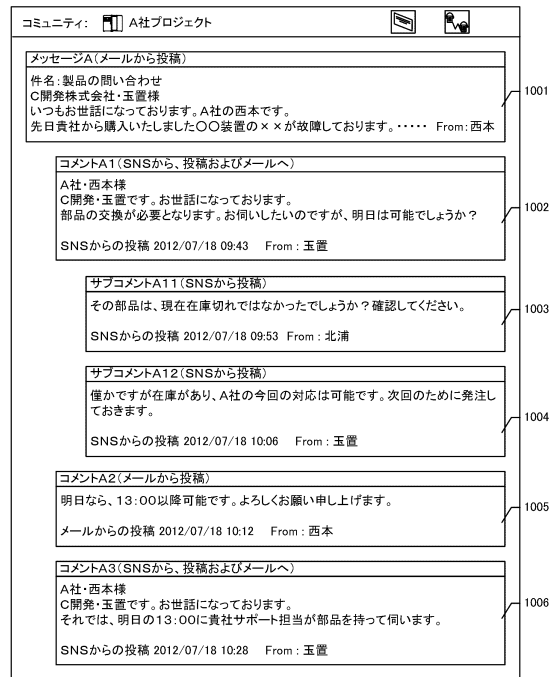 コミュニティ: A社プロジェクト
メッセージA(メールから投稿)
件名:製品の問い合わせ
C開発株式会社・玉置様
いつもお世話になっております。A社の西本です。
先日貴社から購入いたしました〇〇装置の××が故障しております。・・・・・ From:西本
1001
コメントA1(SNSから、投稿およびメールへ)
A社・西本様
C開発・玉置です。お世話になっております。
部品の交換が必要となります。お伺いしたいのですが、明日は可能でしょうか?
SNSからの投稿 2012/07/18 09:43 From:玉置
1002
サブコメントA11(SNSから投稿)
その部品は、現在在庫切れではなかったでしょうか?確認してください。
SNSからの投稿 2012/07/18 09:53 From:北浦
1003
サブコメントA12(SNSから投稿)
僅かですが在庫があり、A社の今回の対応は可能です。次回のために発注し
ておきます。
SNSからの投稿 2012/07/18 10:06 From:玉置
1004
コメントA2(メールから投稿)
明日なら、13:00以降可能です。よろしくお願い申し上げます。
メールからの投稿 2012/07/18 10:12 From:西本
1005
コメントA3(SNSから、投稿およびメールへ)
A社・西本様
C開発・玉置です。お世話になっております。
それでは、明日の13:00に貴社サポート担当が部品を持って伺います。
SNSからの投稿 2012/07/18 10:28 From:玉置
1006